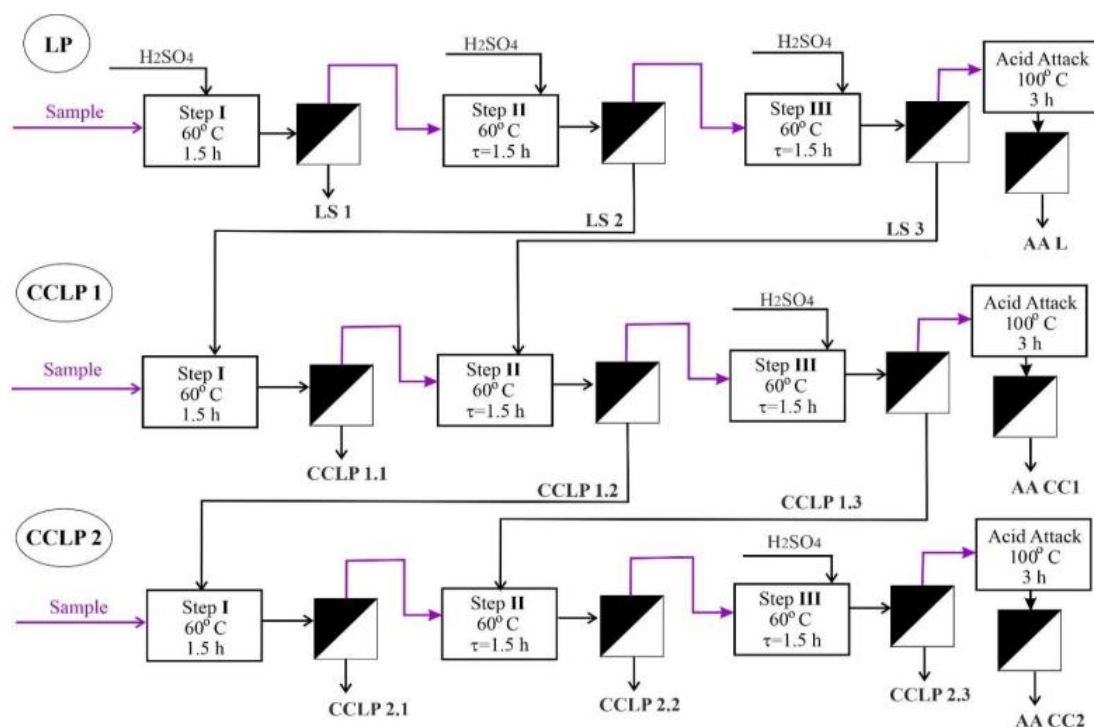 LP
H2SO4
H2SO4
H2SO4
Acid Attack
100° C
3 h
Sample
Step I
60° C
1.5 h
Step II
60° C
τ=1.5 h
Step III
60° C
τ=1.5 h
LS 1
LS 2
LS 3
AA L
CCLP 1
H2SO4
Acid Attack
100° C
3 h
Sample
Step I
60° C
1.5 h
Step II
60° C
τ=1.5 h
Step III
60° C
τ=1.5 h
CCLP 1.1
CCLP 1.2
CCLP 1.3
AA CC1
CCLP 2
H2SO4
Acid Attack
100° C
3 h
Sample
Step I
60° C
1.5 h
Step II
60° C
τ=1.5 h
Step III
60° C
τ=1.5 h
CCLP 2.1
CCLP 2.2
CCLP 2.3
AA CC2